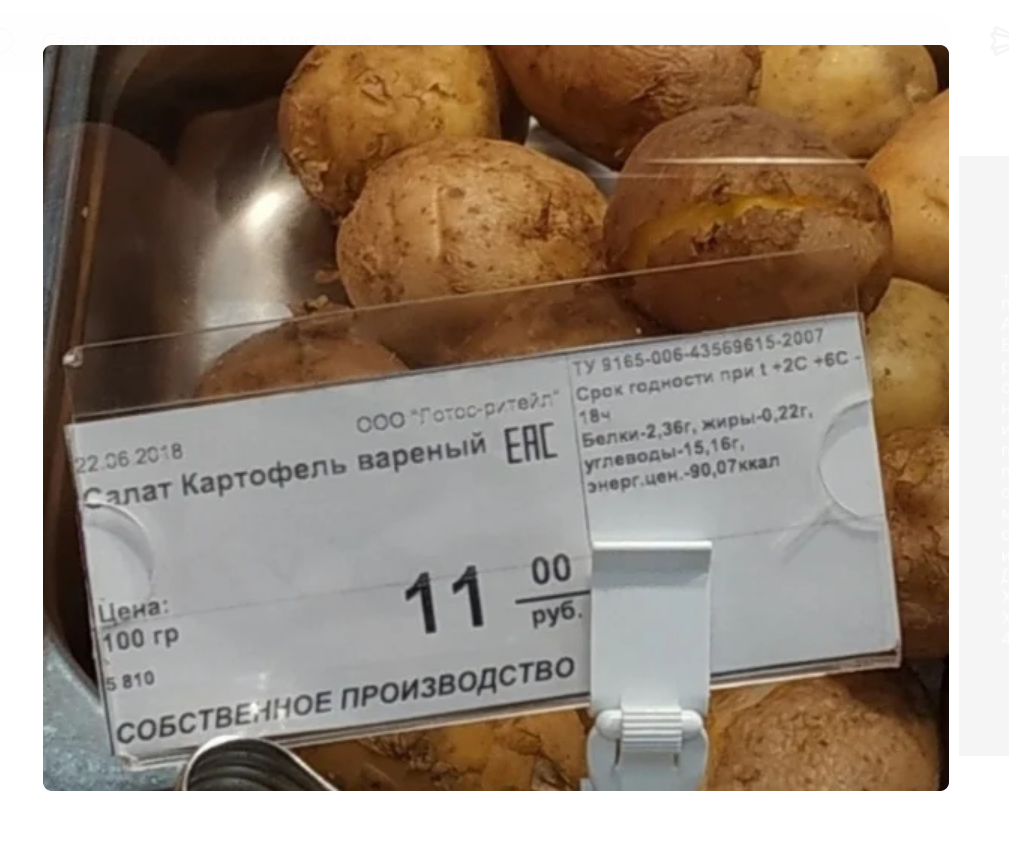 22.06.2018
ООО "Лотос-ритейл"
Салат Картофель вареный ЕАС
Цена:
100 гр
11 00
руб.
5 810
СОБСТВЕННОЕ ПРОИЗВОДСТВО
ТУ 9165-006-43569615-2007
Срок годности при t +2С +6С -
18ч
Белки-2,36г, жиры-0,22г,
углеводы-15,16г,
энерг.цен.-90,07ккал